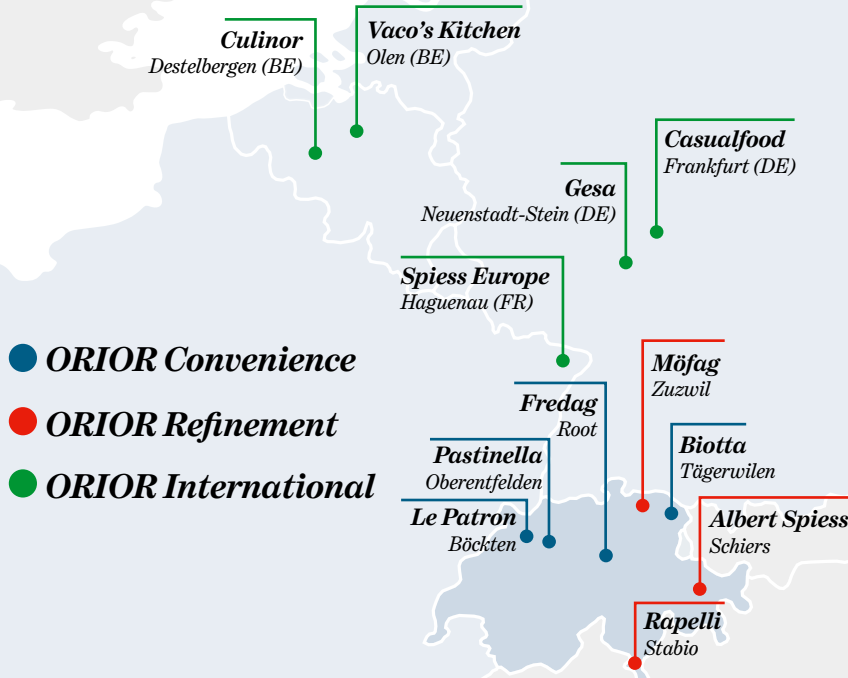 Culinor
Destelbergen (BE)
Vaco’s Kitchen
Olen (BE)
Casualfood
Frankfurt (DE)
Gesa
Neuenstadt-Stein (DE)
Spiess Europe
Haguenau (FR)
ORIOR Convenience
ORIOR Refinement
ORIOR International
Möfag
Zuzwil
Fredag
Root
Biotta
Tägerwilen
Pastinella
Oberentfelden
Le Patron
Böckten
Albert Spiess
Schiers
Rapelli
Stabio